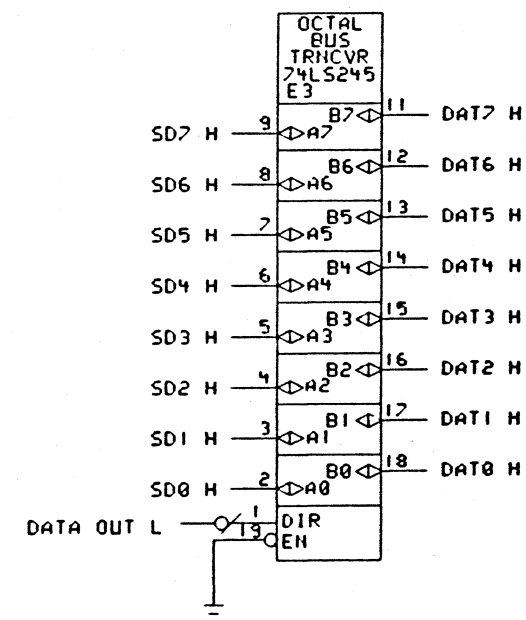 OCTAL
BUS
TRNCVR
74LS245
E3
B7 11 DAT7 H
SD7 H 9 A7
B6 12 DAT6 H
SD6 H 8 A6
B5 13 DAT5 H
SD5 H 7 A5
B4 14 DAT4 H
SD4 H 6 A4
B3 15 DAT3 H
SD3 H 5 A3
B2 16 DAT2 H
SD2 H 4 A2
B1 17 DAT1 H
SD1 H 3 A1
B0 18 DAT0 H
SD0 H 2 A0
DATA OUT L 1 DIR
19 EN